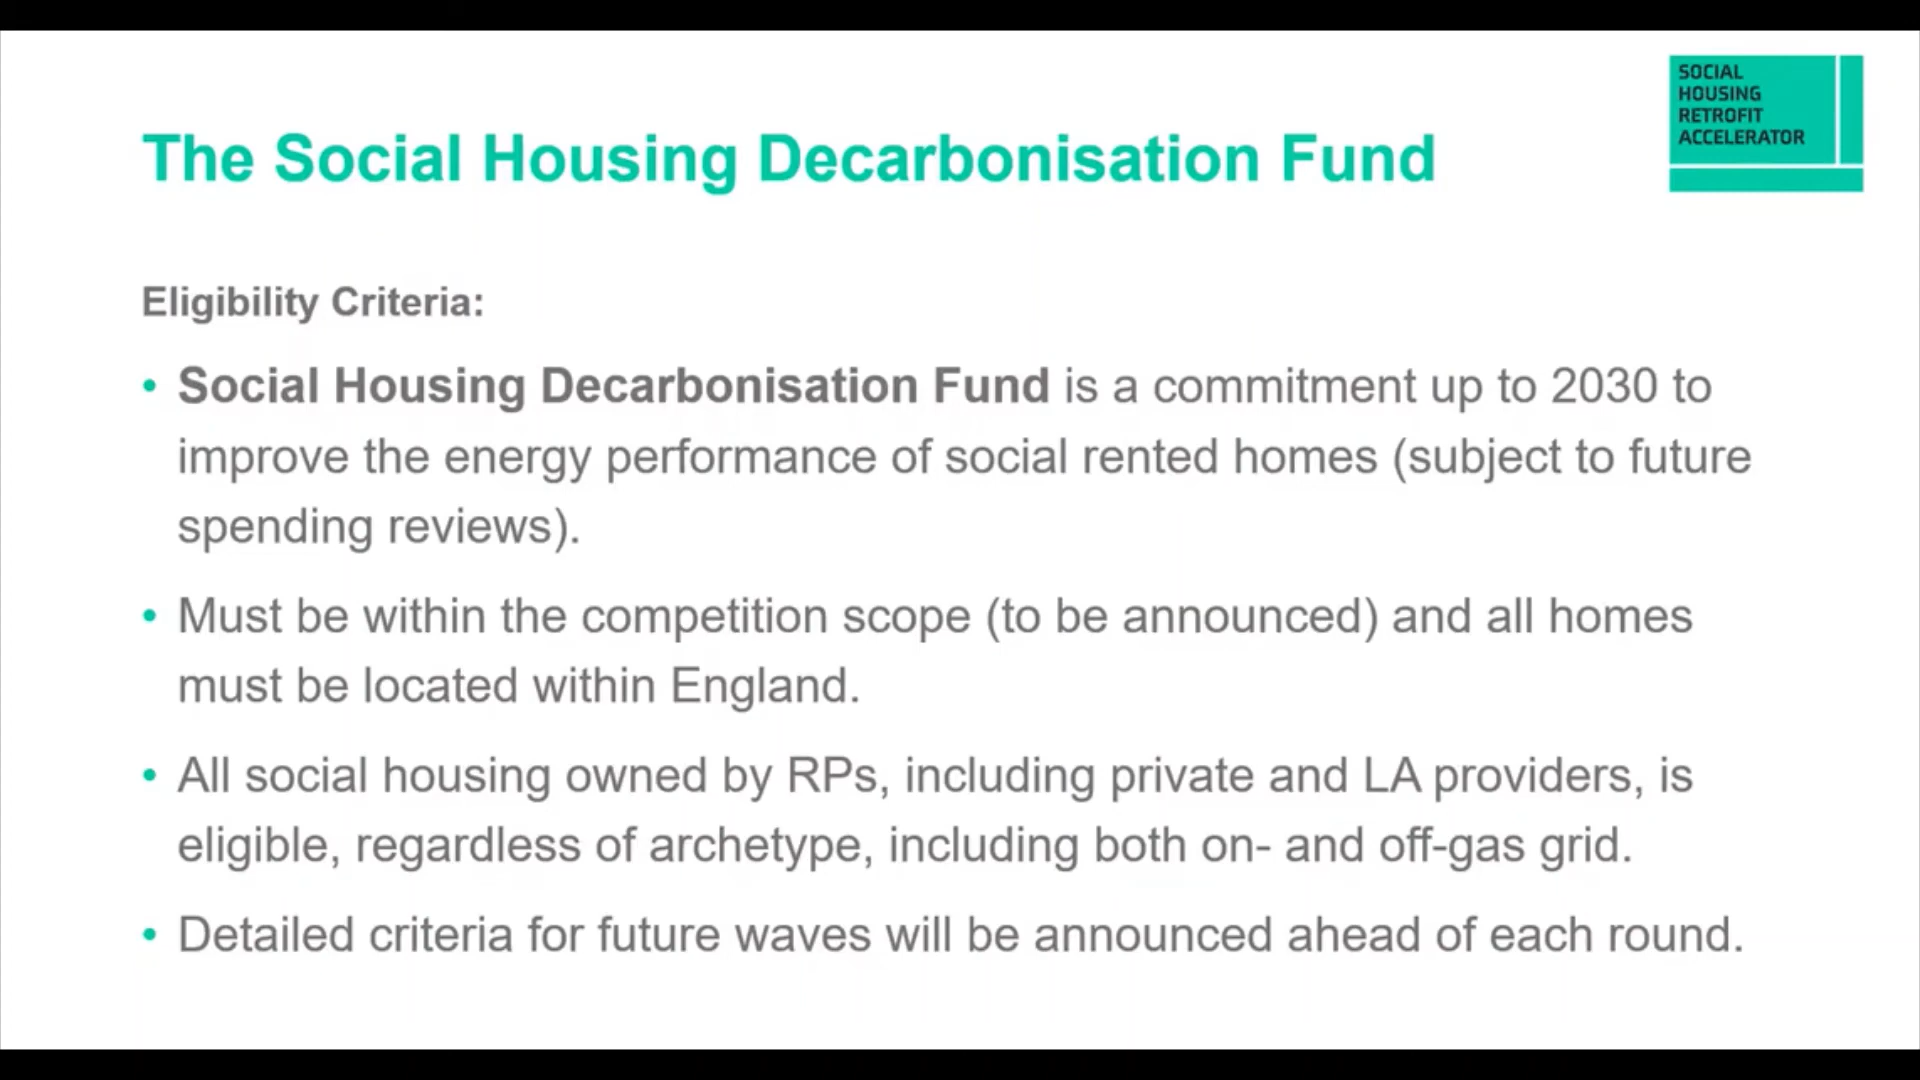 SOCIAL
HOUSING
RETROFIT
ACCELERATOR
The Social Housing Decarbonisation Fund
Eligibility Criteria:
• Social Housing Decarbonisation Fund is a commitment up to 2030 to
improve the energy performance of social rented homes (subject to future
spending reviews).
• Must be within the competition scope (to be announced) and all homes
must be located within England.
• All social housing owned by RPs, including private and LA providers, is
eligible, regardless of archetype, including both on- and off-gas grid.
• Detailed criteria for future waves will be announced ahead of each round.